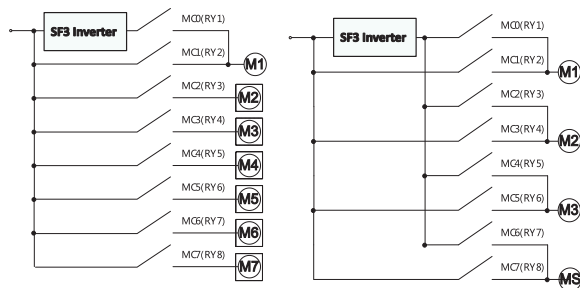 SF3 Inverter
MC0(RY1)
MC1(RY2)
M1
MC2(RY3)
M2
MC3(RY4)
M3
MC4(RY5)
M4
MC5(RY6)
M5
MC6(RY7)
M6
MC7(RY8)
M7
SF3 Inverter
MC0(RY1)
MC1(RY2)
M1
MC2(RY3)
MC3(RY4)
M2
MC4(RY5)
MC5(RY6)
M3
MC6(RY7)
MC7(RY8)
MS